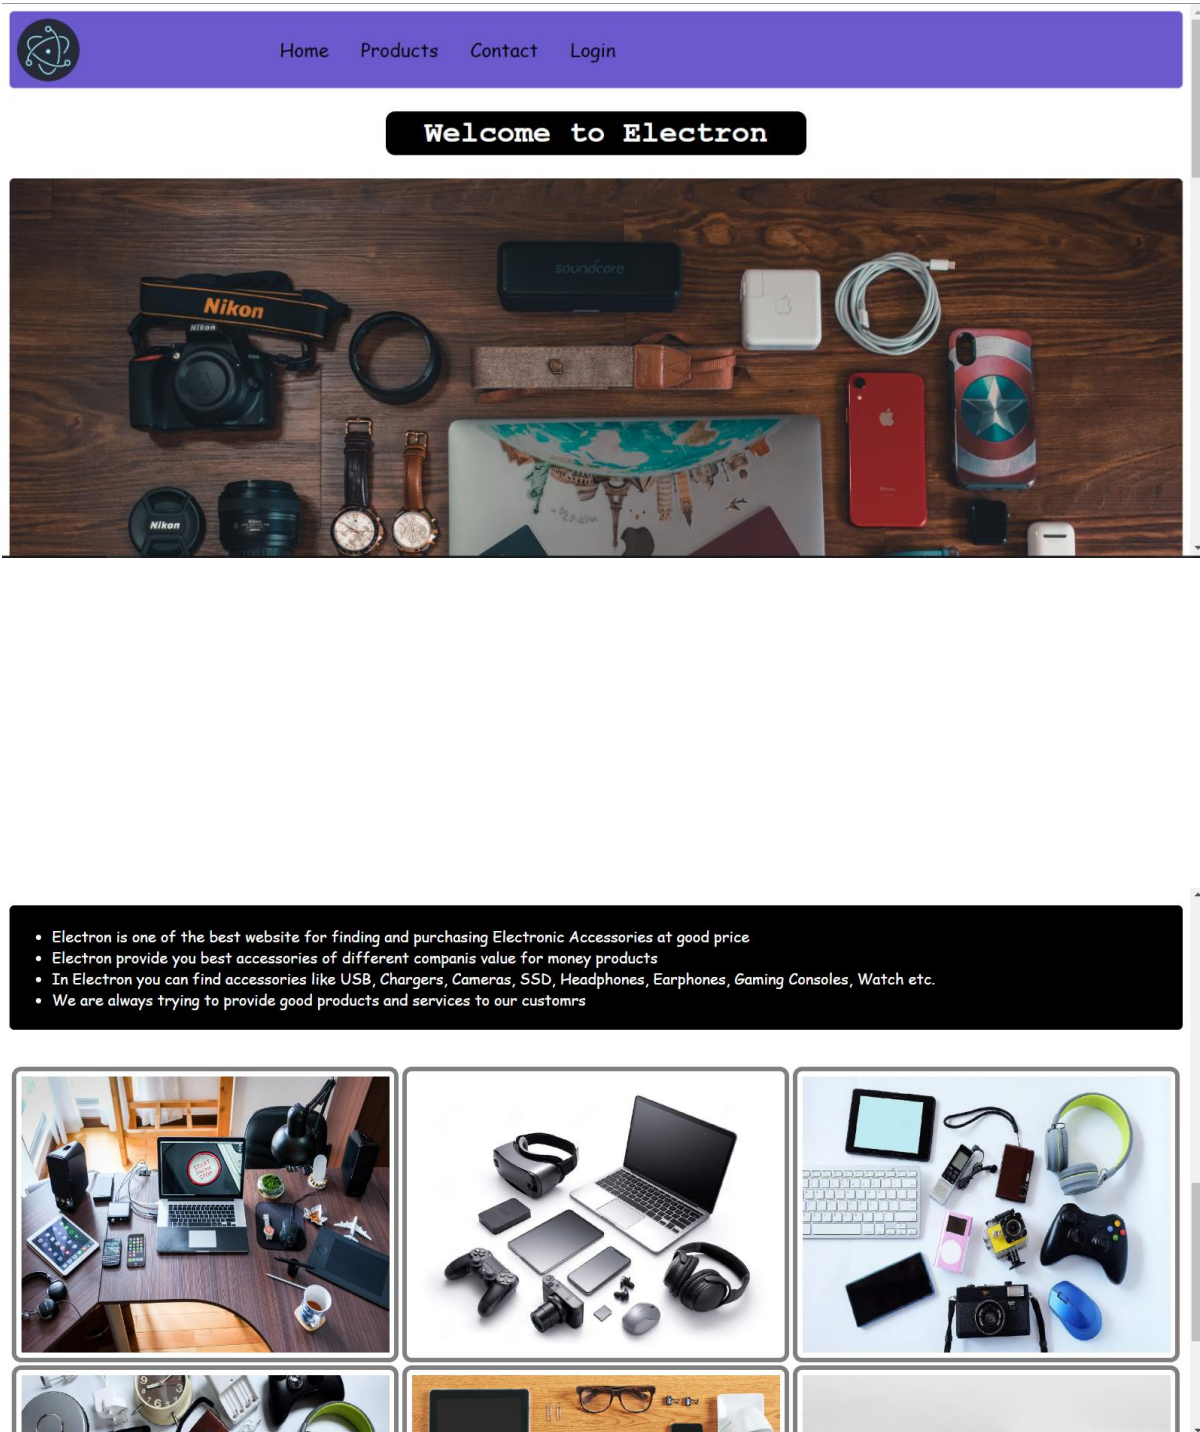 Home Products Contact Login
Welcome to Electron
soundcore
Nikon
Nikon
Nikon
iPhone
• Electron is one of the best website for finding and purchasing Electronic Accessories at good price
• Electron provide you best accessories of different companis value for money products
• In Electron you can find accessories like USB, Chargers, Cameras, SSD, Headphones, Earphones, Gaming Consoles, Watch etc.
• We are always trying to provide good products and services to our customrs